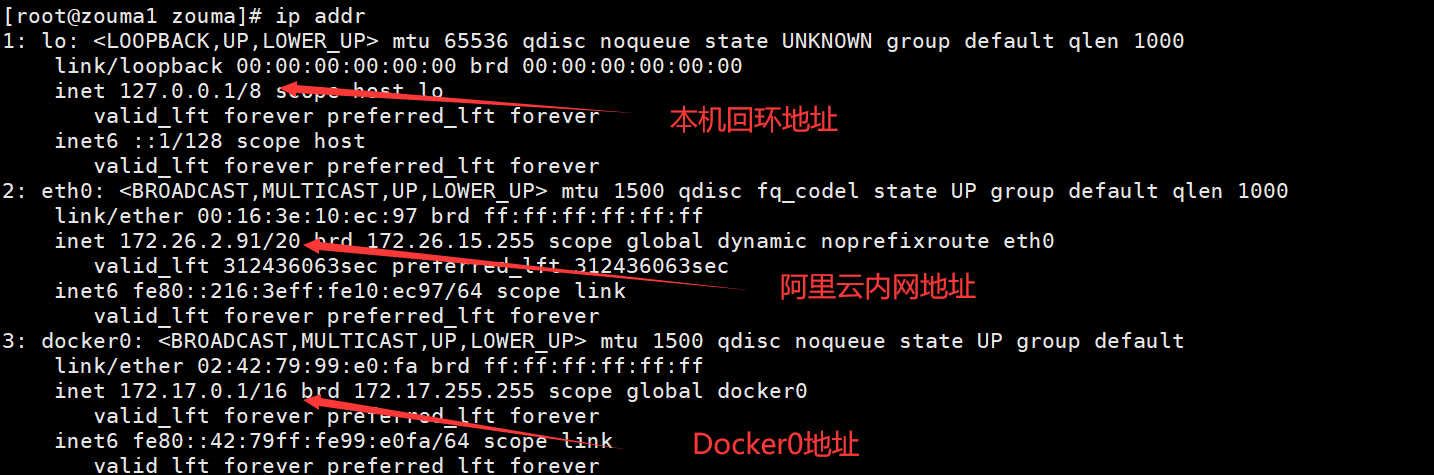 [root@zouma1 zouma]# ip addr
1: lo: <LOOPBACK,UP,LOWER_UP> mtu 65536 qdisc noqueue state UNKNOWN group default qlen 1000
link/loopback 00:00:00:00:00:00 brd 00:00:00:00:00:00
inet 127.0.0.1/8 scope host lo
valid_lft forever preferred_lft forever
本机回环地址
inet6 ::1/128 scope host
valid_lft forever preferred_lft forever
2: eth0: <BROADCAST,MULTICAST,UP,LOWER_UP> mtu 1500 qdisc fq_codel state UP group default qlen 1000
link/ether 00:16:3e:10:ec:97 brd ff:ff:ff:ff:ff:ff
inet 172.26.2.91/20 brd 172.26.15.255 scope global dynamic noprefixroute eth0
valid_lft 312436063sec preferred_lft 312436063sec
阿里云内网地址
inet6 fe80::216:3eff:fe10:ec97/64 scope link
valid_lft forever preferred_lft forever
3: docker0: <BROADCAST,MULTICAST,UP,LOWER_UP> mtu 1500 qdisc noqueue state UP group default
link/ether 02:42:79:99:e0:fa brd ff:ff:ff:ff:ff:ff
inet 172.17.0.1/16 brd 172.17.255.255 scope global docker0
valid_lft forever preferred_lft forever
inet6 fe80::42:79ff:fe99:e0fa/64 scope link
Docker0地址
valid_lft forever preferred_lft forever